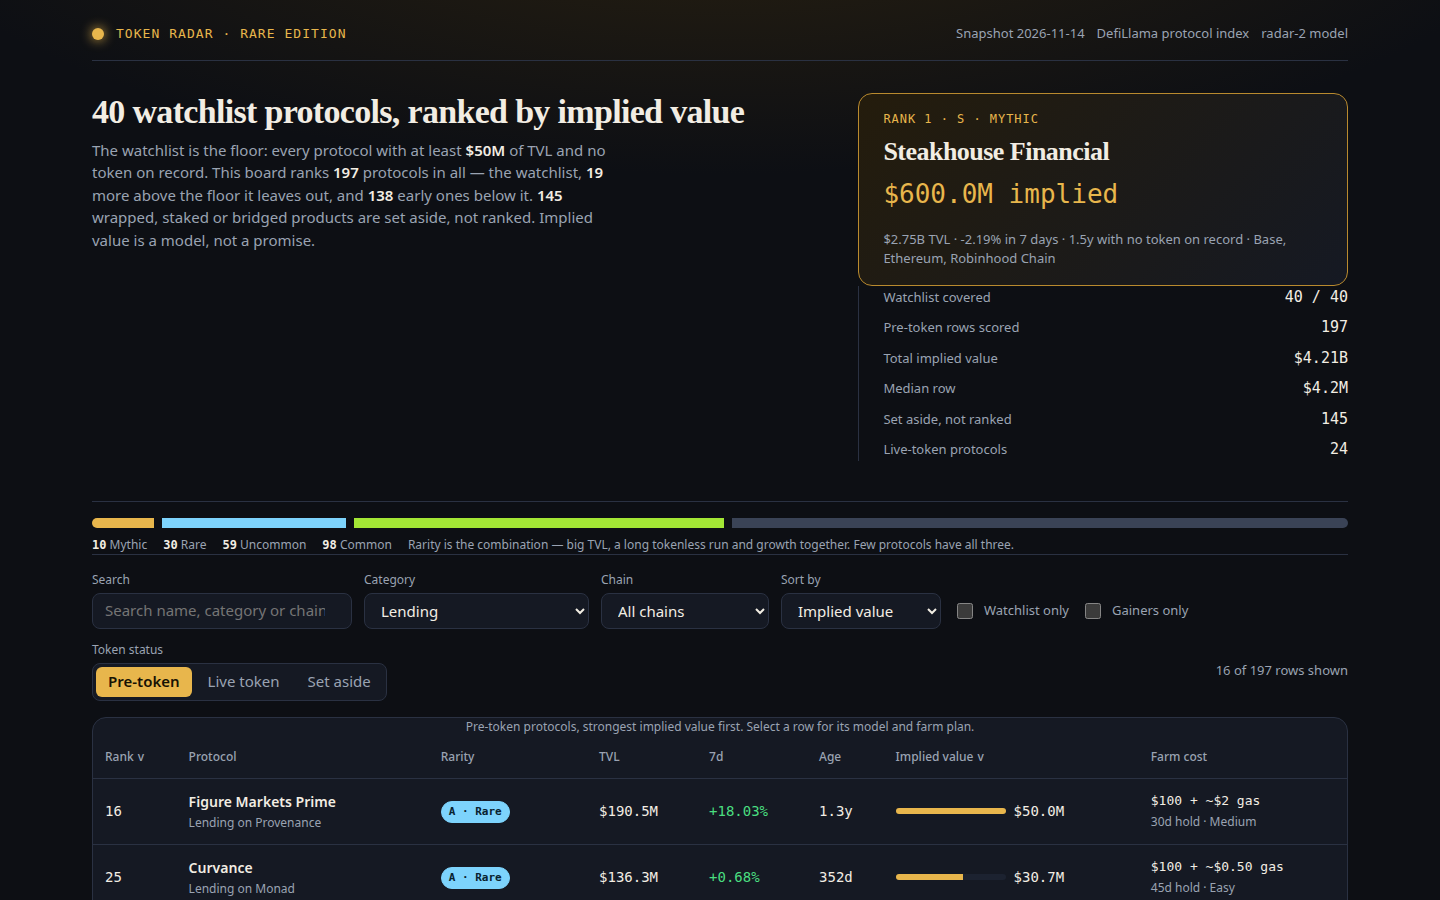 TOKEN RADAR · RARE EDITION
Snapshot 2026-11-14 DefiLlama protocol index radar-2 model
40 watchlist protocols, ranked by implied value
The watchlist is the floor: every protocol with at least $50M of TVL and no
token on record. This board ranks 197 protocols in all — the watchlist, 19
more above the floor it leaves out, and 138 early ones below it. 145
wrapped, staked or bridged products are set aside, not ranked. Implied
value is a model, not a promise.
RANK 1 · S · MYTHIC
Steakhouse Financial
$600.0M implied
$2.75B TVL · -2.19% in 7 days · 1.5y with no token on record · Base,
Ethereum, Robinhood Chain
Watchlist covered 40 / 40
Pre-token rows scored 197
Total implied value $4.21B
Median row $4.2M
Set aside, not ranked 145
Live-token protocols 24
10 Mythic 30 Rare 59 Uncommon 98 Common Rarity is the combination — big TVL, a long tokenless run and growth together. Few protocols have all three.
Search Category Chain Sort by
Search name, category or chain Lending All chains Implied value Watchlist only Gainers only
Token status
Pre-token Live token Set aside 16 of 197 rows shown
Pre-token protocols, strongest implied value first. Select a row for its model and farm plan.
Rank v Protocol Rarity TVL 7d Age Implied value v Farm cost
16 Figure Markets Prime A · Rare $190.5M +18.03% 1.3y $50.0M $100 + ~$2 gas
Lending on Provenance 30d hold · Medium
25 Curvance A · Rare $136.3M +0.68% 352d $30.7M $100 + ~$0.50 gas
Lending on Monad 45d hold · Easy